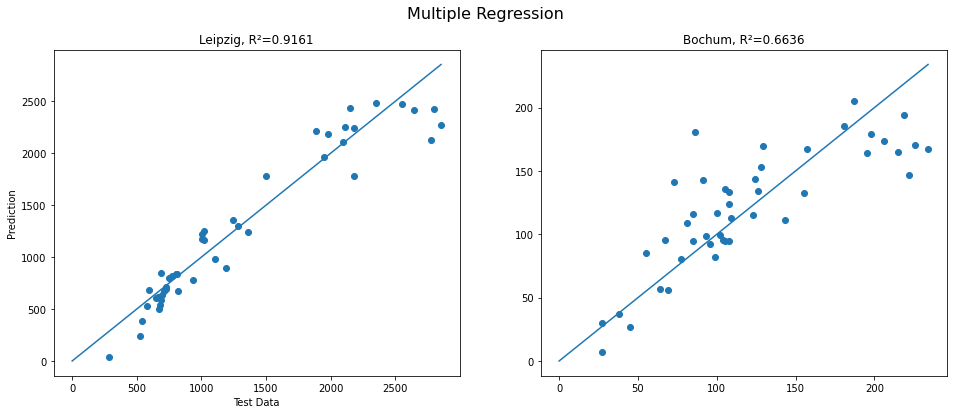 Multiple Regression
Leipzig, R²=0.9161
2500
2000
1500
1000
500
0
Prediction
0 500 1000 1500 2000 2500
Test Data
Bochum, R²=0.6636
200
150
100
50
0
0 50 100 150 200